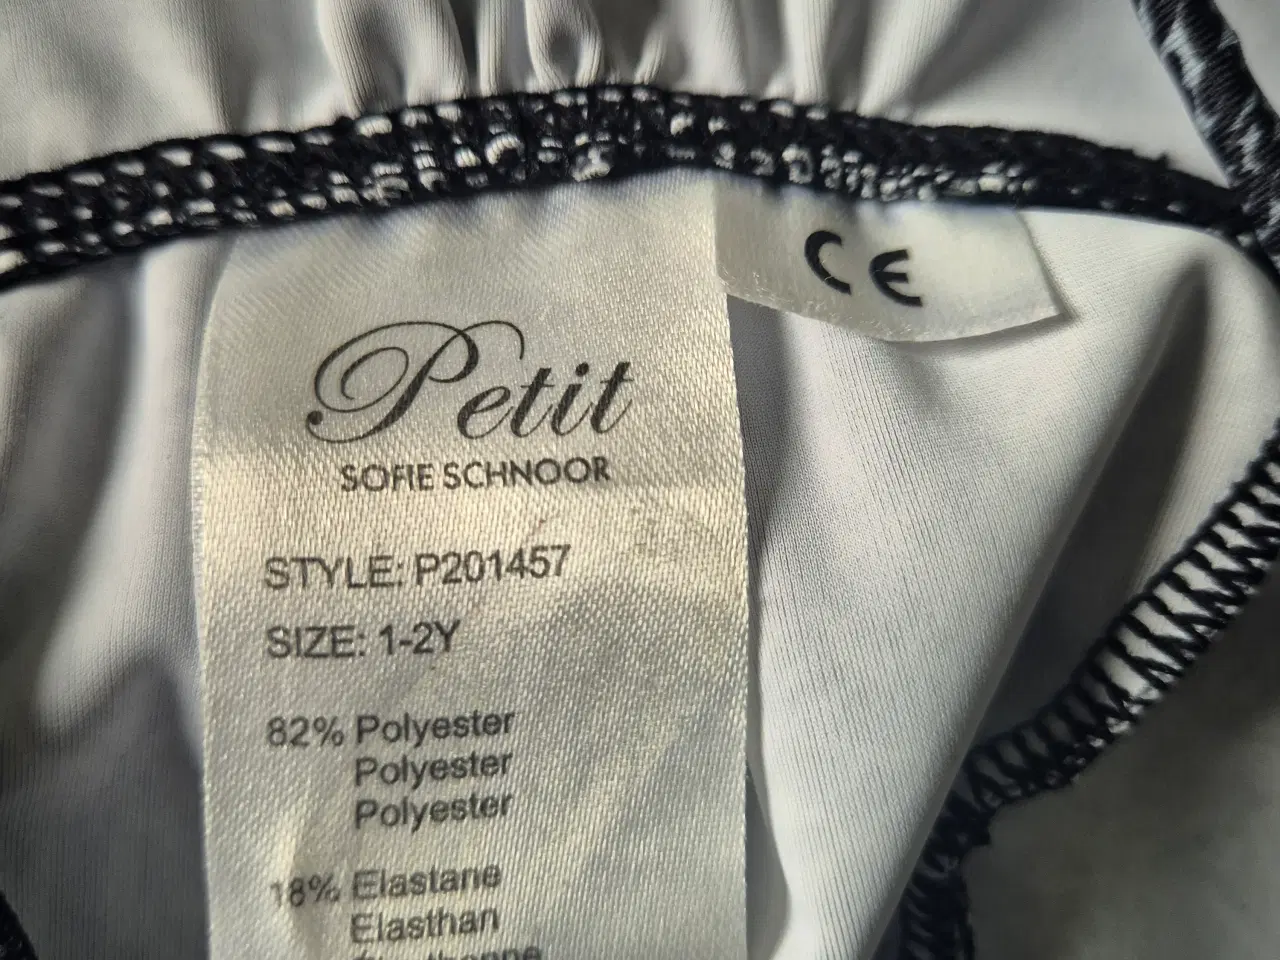 CE
Petit
SOFIE SCHNOOR
STYLE: P201457
SIZE: 1-2Y
82% Polyester
Polyester
Polyester
18% Elastane
Elasthan